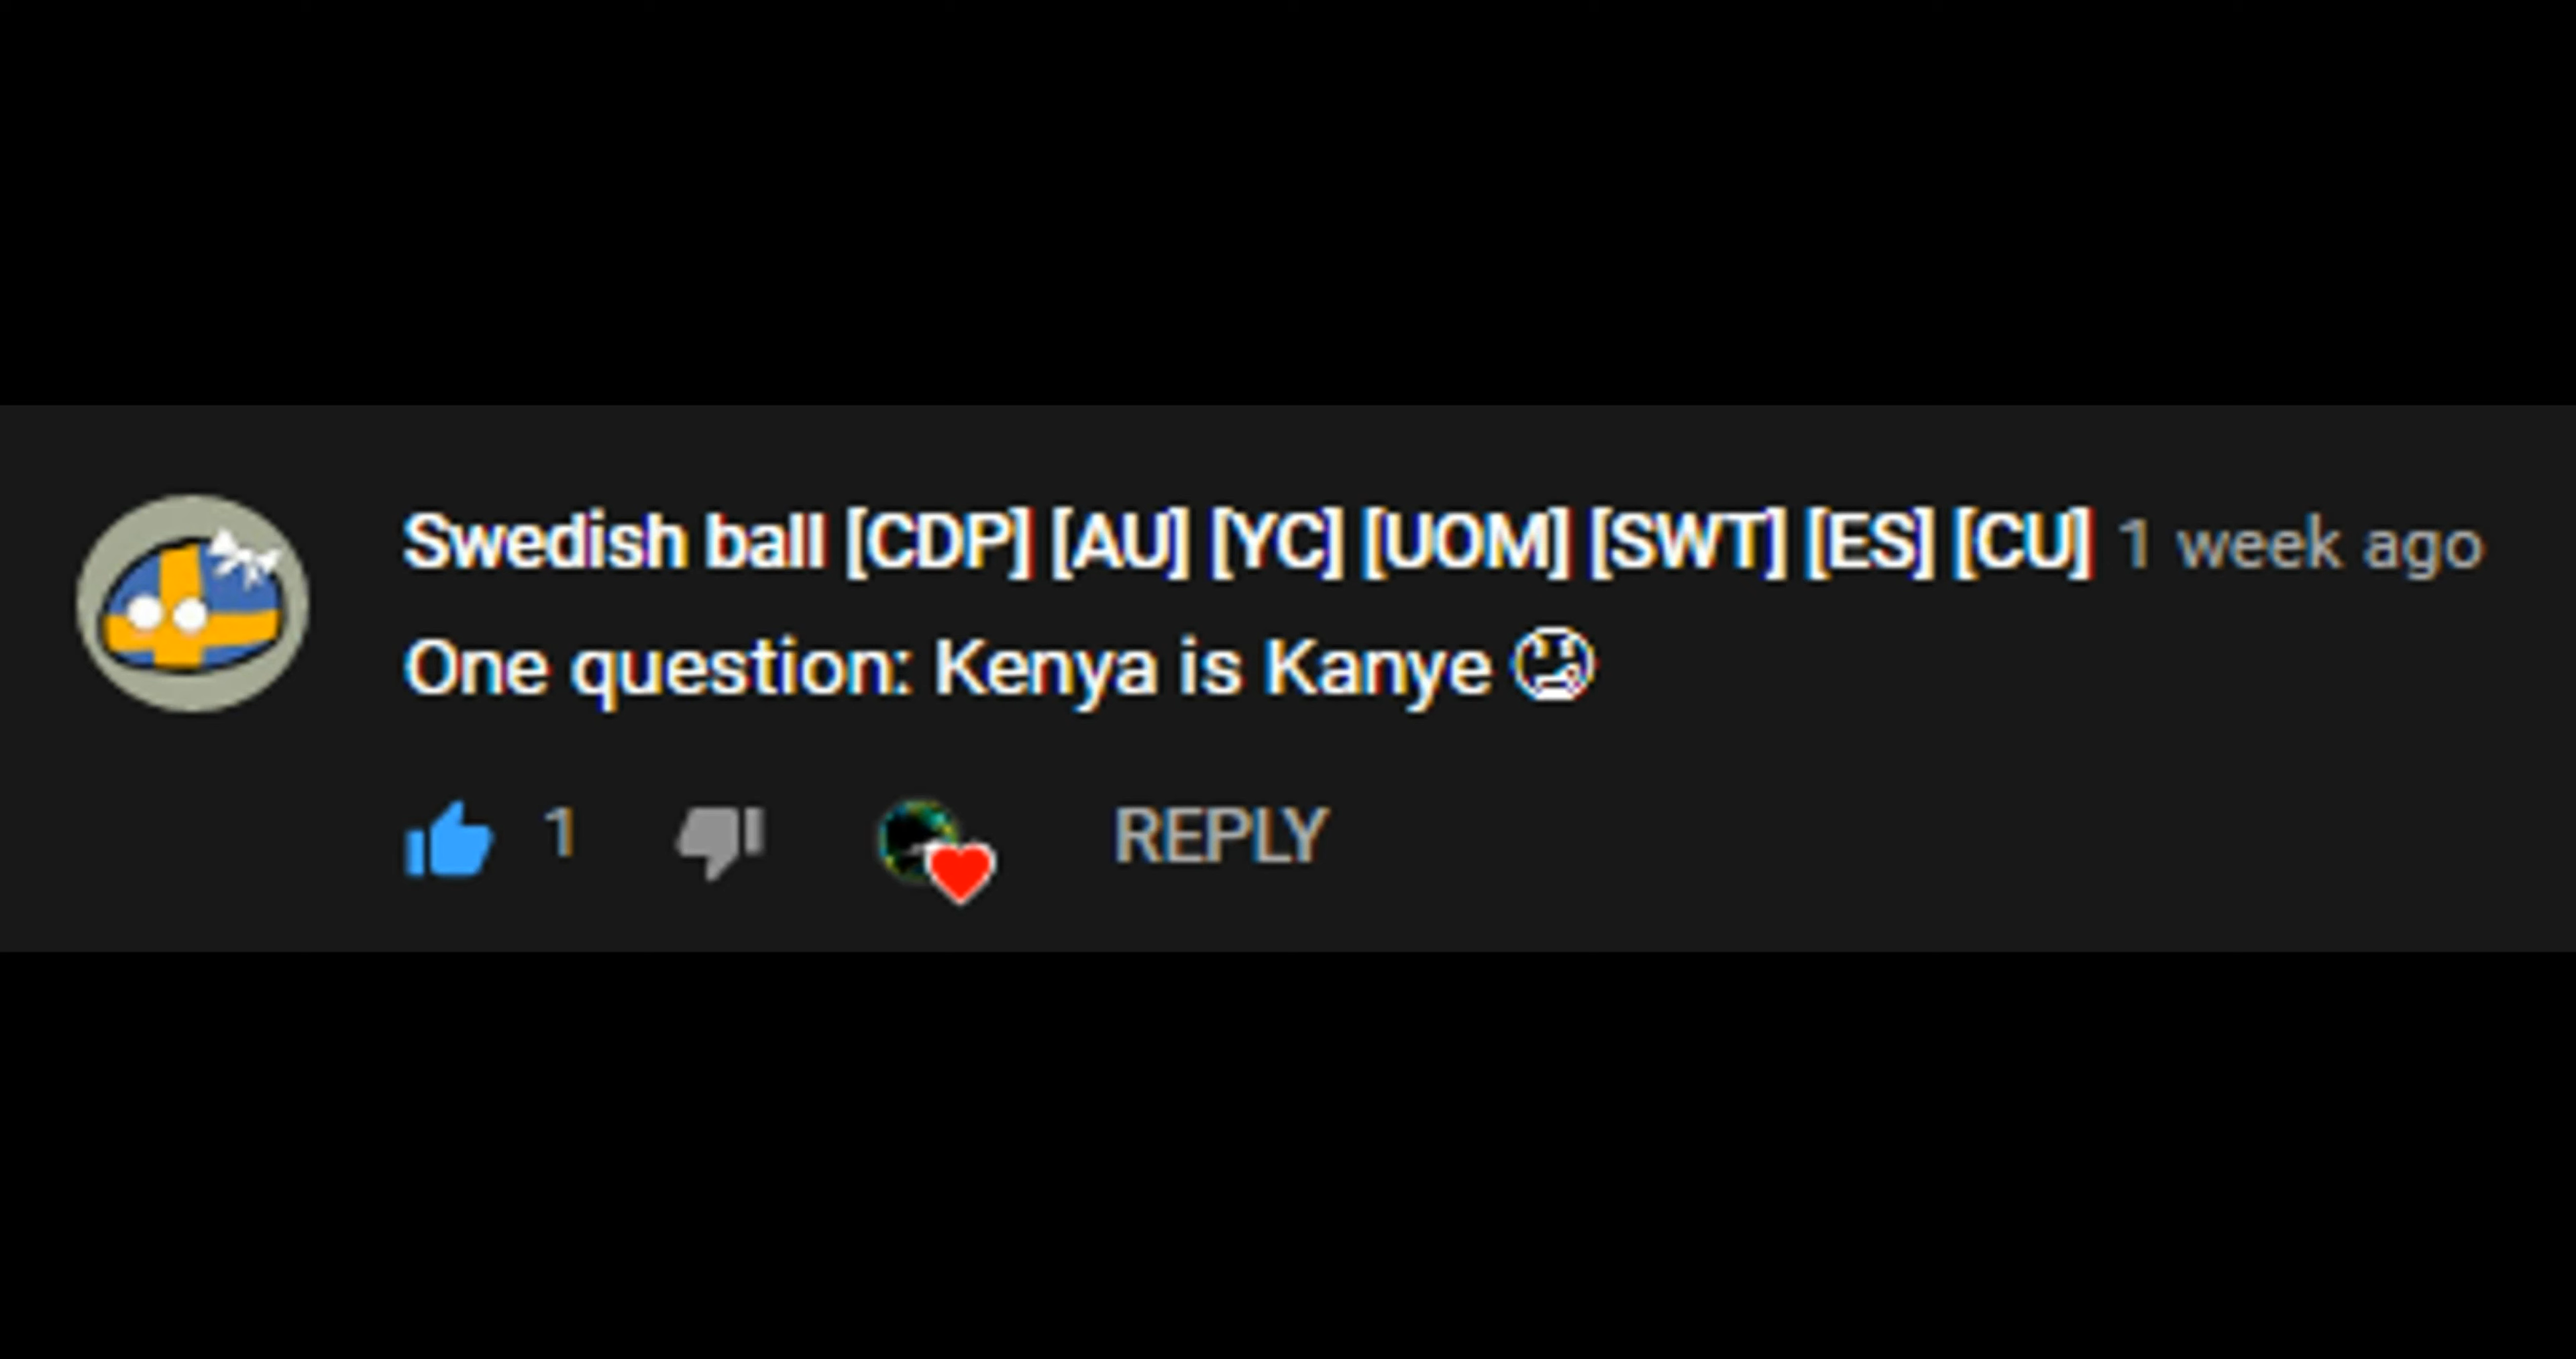 Swedish ball [CDP] [AU] [YC] [UOM] [SWT] [ES] [CU] 1 week ago
One question: Kenya is Kanye 😢
1 REPLY